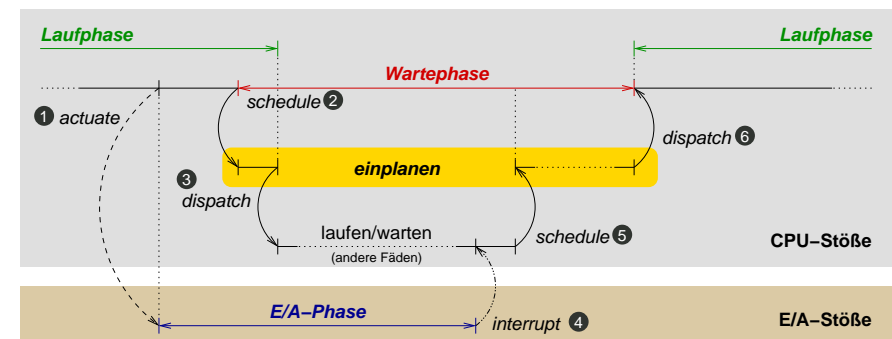 Laufphase
Laufphase
Wartephase
1 actuate
schedule 2
dispatch 6
einplanen
3
dispatch
laufen/warten
(andere Fäden)
schedule 5
CPU–Stöße
E/A–Phase
interrupt 4
E/A–Stöße